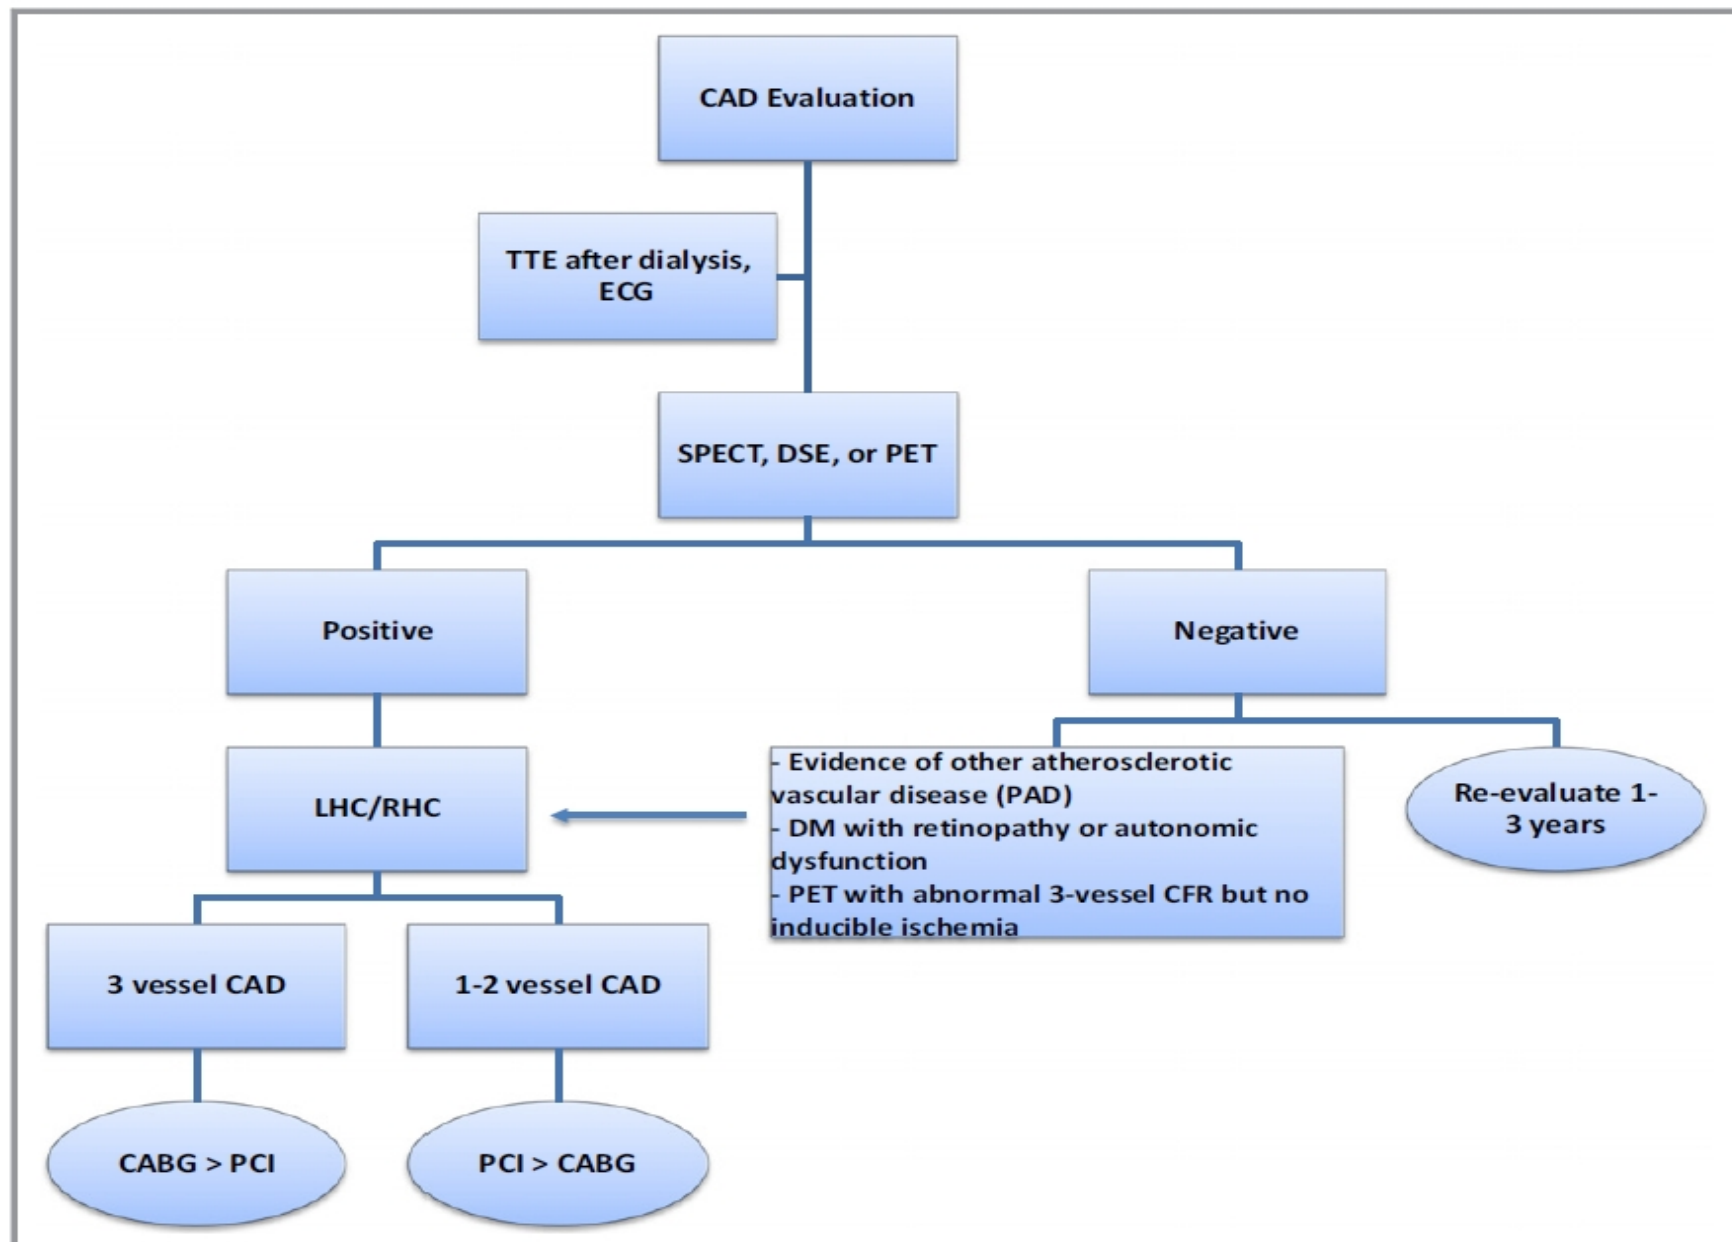 CAD Evaluation
TTE after dialysis,
ECG
SPECT, DSE, or PET
Positive
Negative
LHC/RHC
- Evidence of other atherosclerotic
vascular disease (PAD)
- DM with retinopathy or autonomic
dysfunction
- PET with abnormal 3-vessel CFR but no
inducible ischemia
Re-evaluate 1-
3 years
3 vessel CAD
1-2 vessel CAD
CABG > PCI
PCI > CABG